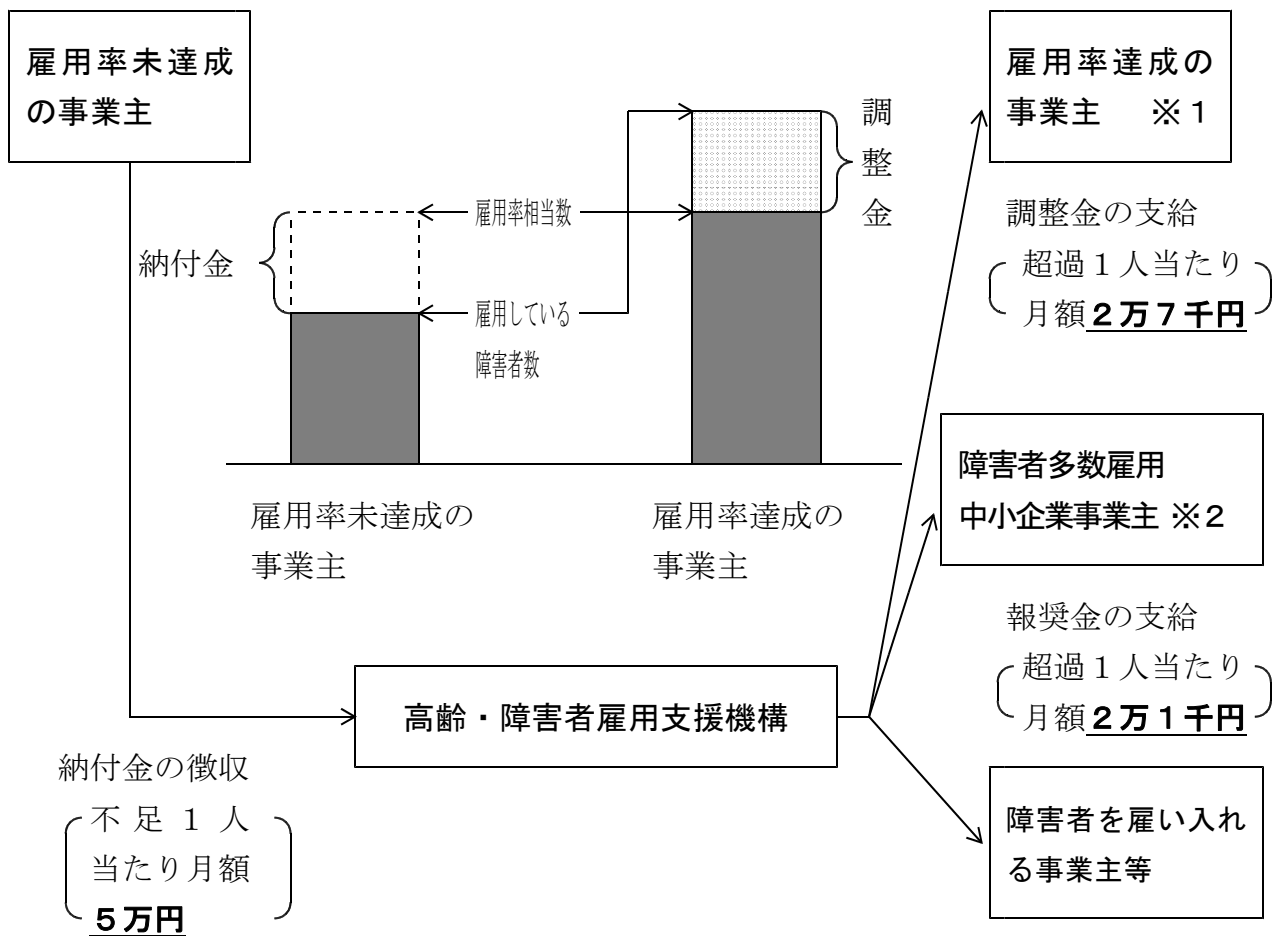 雇用率未達成
の事業主
雇用率達成の
事業主 ※１
調
整
金
雇用率相当数
納付金
雇用している
障害者数
調整金の支給
超過１人当たり
月額２万７千円
障害者多数雇用
中小企業事業主 ※２
雇用率未達成の
事業主
雇用率達成の
事業主
報奨金の支給
超過１人当たり
月額２万１千円
高齢・障害者雇用支援機構
納付金の徴収
不足１人
当たり月額
５万円
障害者を雇い入れ
る事業主等